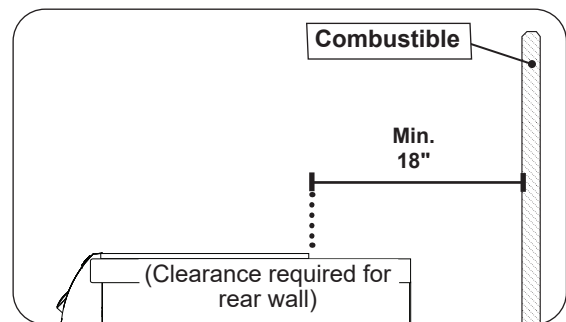 Combustible
Min.
18"
(Clearance required for
rear wall)